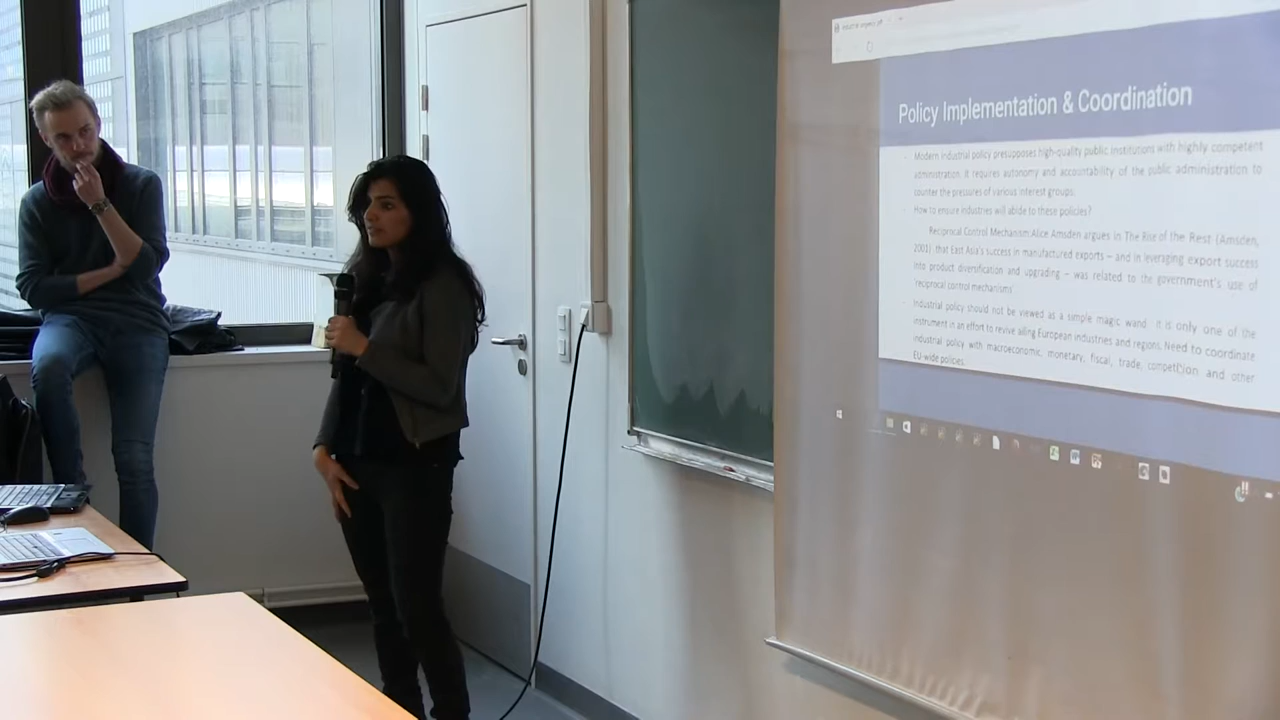 Policy Implementation & Coordination
Modern industrial policy presupposes high-quality public institutions with highly competent
administration. It requires autonomy and accountability of the public administration to
counter the pressures of various interest groups.
How to ensure industries will abide to these policies?
Reciprocal Control Mechanism:Alice Amsden argues in The Rise of the Rest (Amsden,
2001) that East Asia's success in manufactured exports – and in leveraging export success
into product diversification and upgrading – was related to the government's use of
'reciprocal control mechanisms'
Industrial policy should not be viewed as a simple magic wand. It is only one of the
instrument in an effort to revive ailing European industries and regions. Need to coordinate
industrial policy with macroeconomic, monetary, fiscal, trade, competition and other
EU-wide policies.